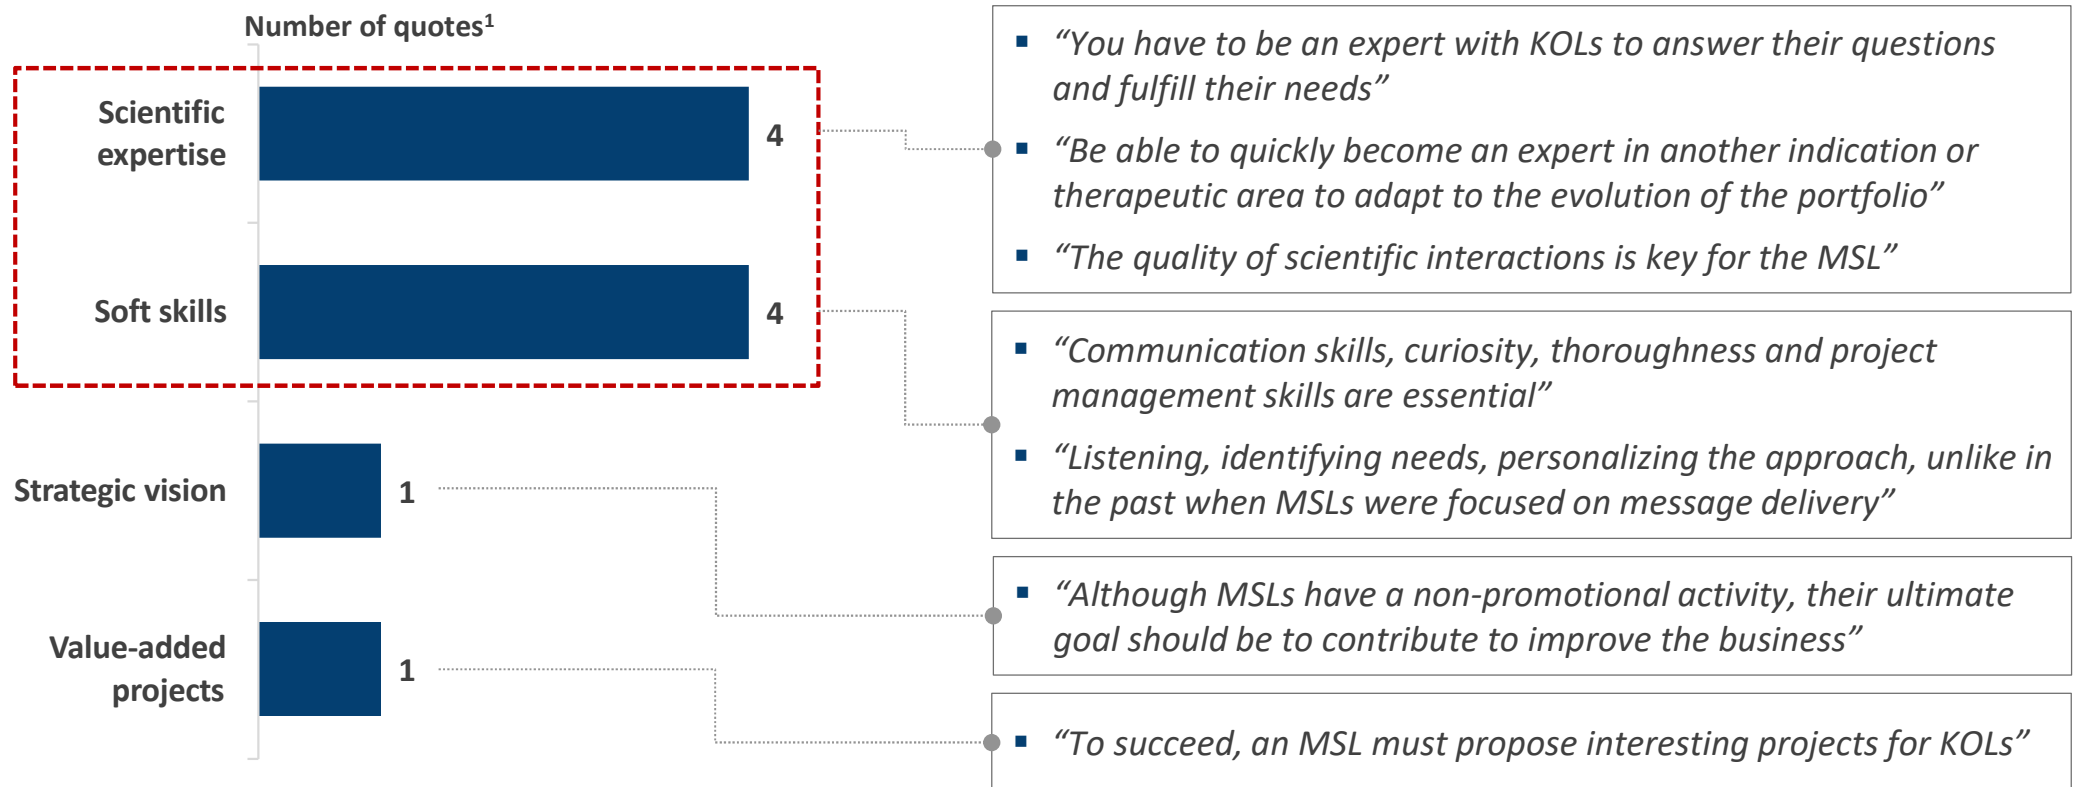 Number of quotes¹
Scientific
expertise
4
Soft skills
4
Strategic vision
1
Value-added
projects
1
▪ “You have to be an expert with KOLs to answer their questions
and fulfill their needs”
▪ “Be able to quickly become an expert in another indication or
therapeutic area to adapt to the evolution of the portfolio”
▪ “The quality of scientific interactions is key for the MSL”
▪ “Communication skills, curiosity, thoroughness and project
management skills are essential”
▪ “Listening, identifying needs, personalizing the approach, unlike in
the past when MSLs were focused on message delivery”
▪ “Although MSLs have a non-promotional activity, their ultimate
goal should be to contribute to improve the business”
▪ “To succeed, an MSL must propose interesting projects for KOLs”